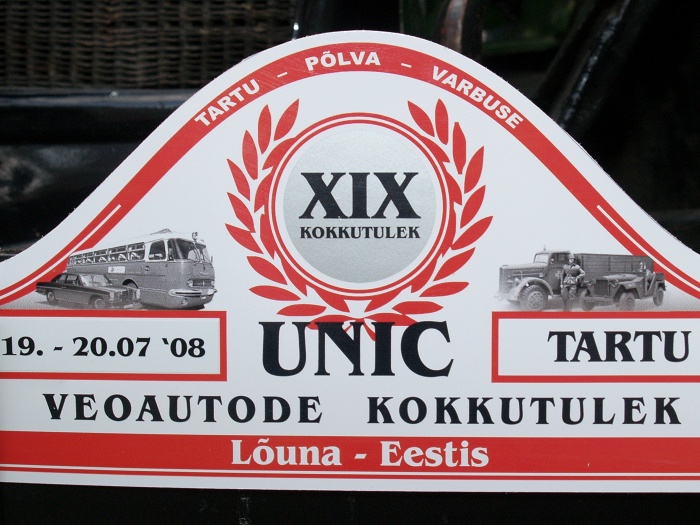 TARTU - PÕLVA - VARBUSE
XIX
KOKKUTULEK
19. - 20.07 '08
UNIC
TARTU
VEOAUTODE KOKKUTULEK
Lõuna - Eestis